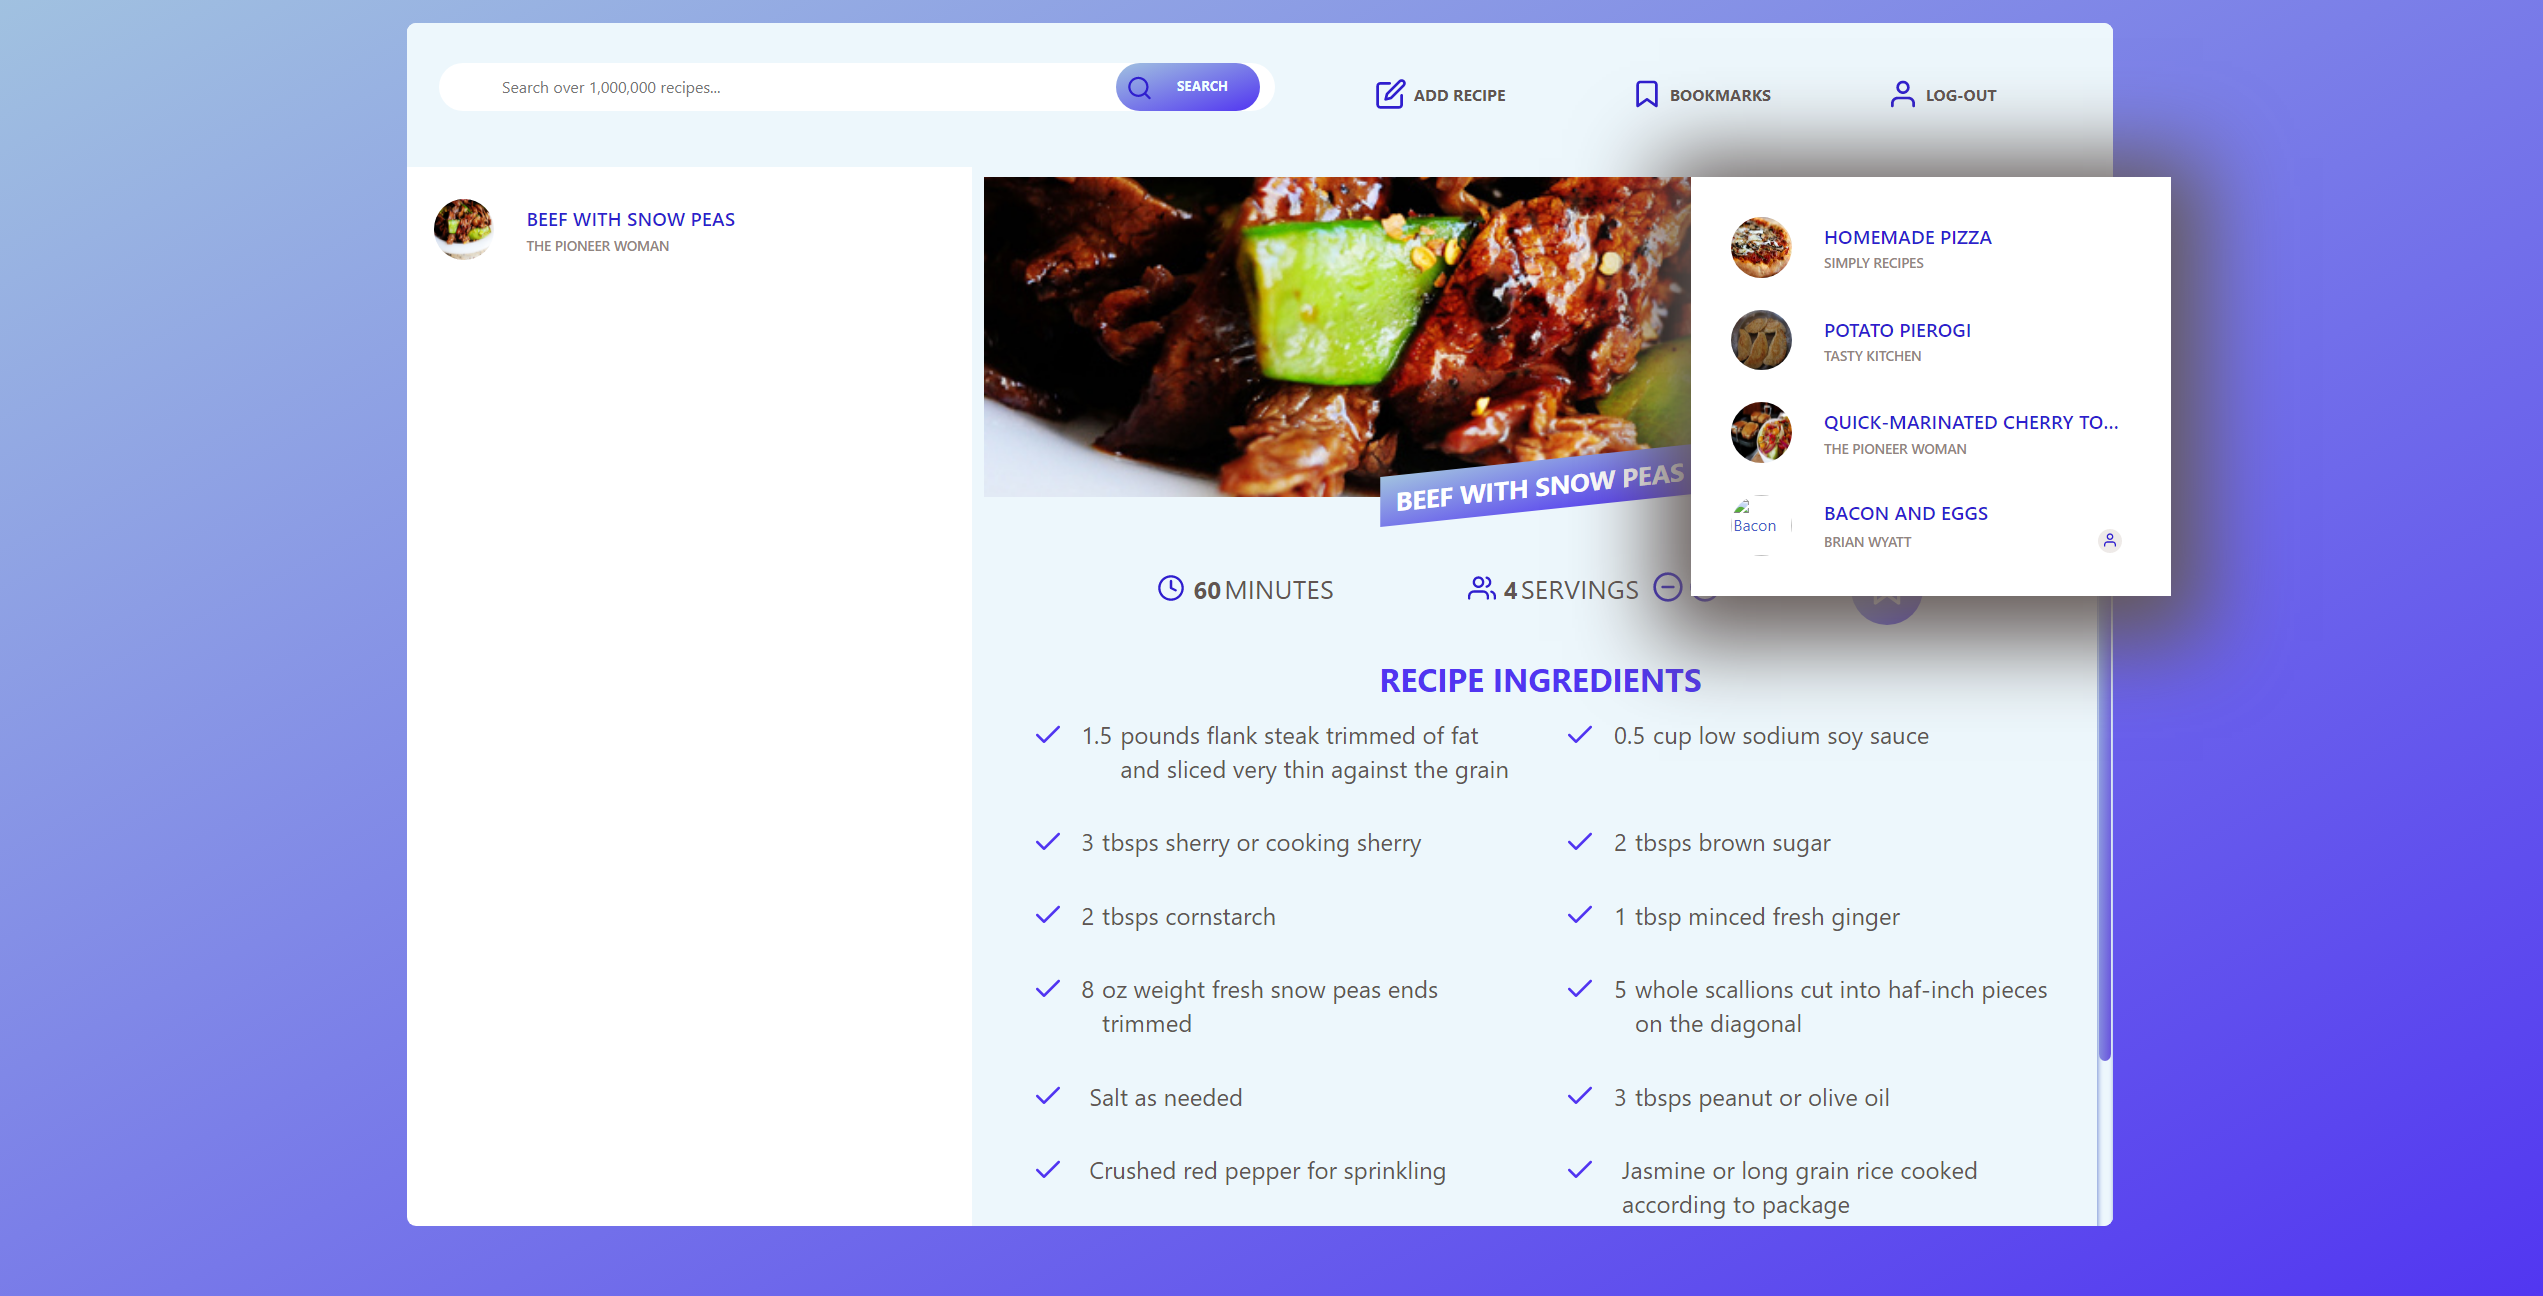 Search over 1,000,000 recipes...
SEARCH
ADD RECIPE
BOOKMARKS
LOG-OUT
BEEF WITH SNOW PEAS
THE PIONEER WOMAN
HOMEMADE PIZZA
SIMPLY RECIPES
POTATO PIEROGI
TASTY KITCHEN
QUICK-MARINATED CHERRY TO...
THE PIONEER WOMAN
Bacon
BACON AND EGGS
BRIAN WYATT
BEEF WITH SNOW PEAS
60 MINUTES
4 SERVINGS
RECIPE INGREDIENTS
1.5 pounds flank steak trimmed of fat
and sliced very thin against the grain
0.5 cup low sodium soy sauce
3 tbsps sherry or cooking sherry
2 tbsps brown sugar
2 tbsps cornstarch
1 tbsp minced fresh ginger
8 oz weight fresh snow peas ends
trimmed
5 whole scallions cut into haf-inch pieces
on the diagonal
Salt as needed
3 tbsps peanut or olive oil
Crushed red pepper for sprinkling
Jasmine or long grain rice cooked
according to package